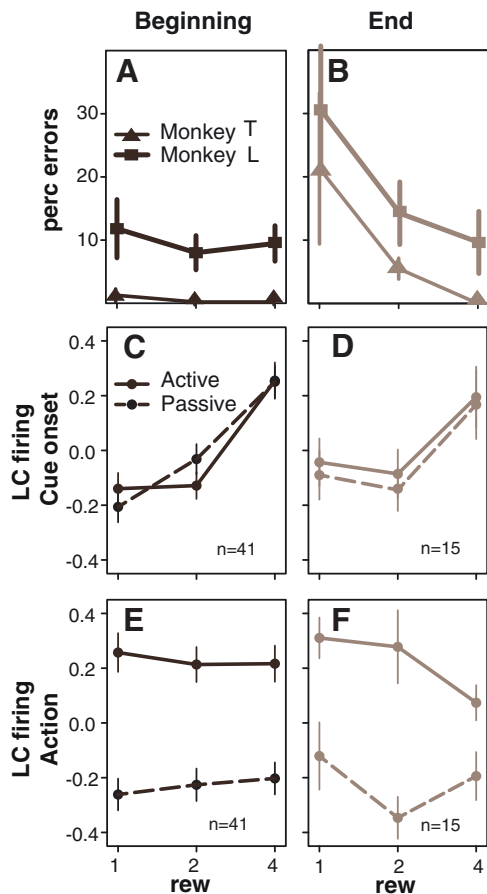 Beginning End
A B
perc errors
30
20
10
Monkey T
Monkey L
C D
LC firing
Cue onset
0.4
0.2
0.0
-0.2
-0.4
Active
Passive
n=41 n=15
E F
LC firing
Action
0.4
0.2
0.0
-0.2
-0.4
n=41 n=15
1 2 4 1 2 4
rew rew